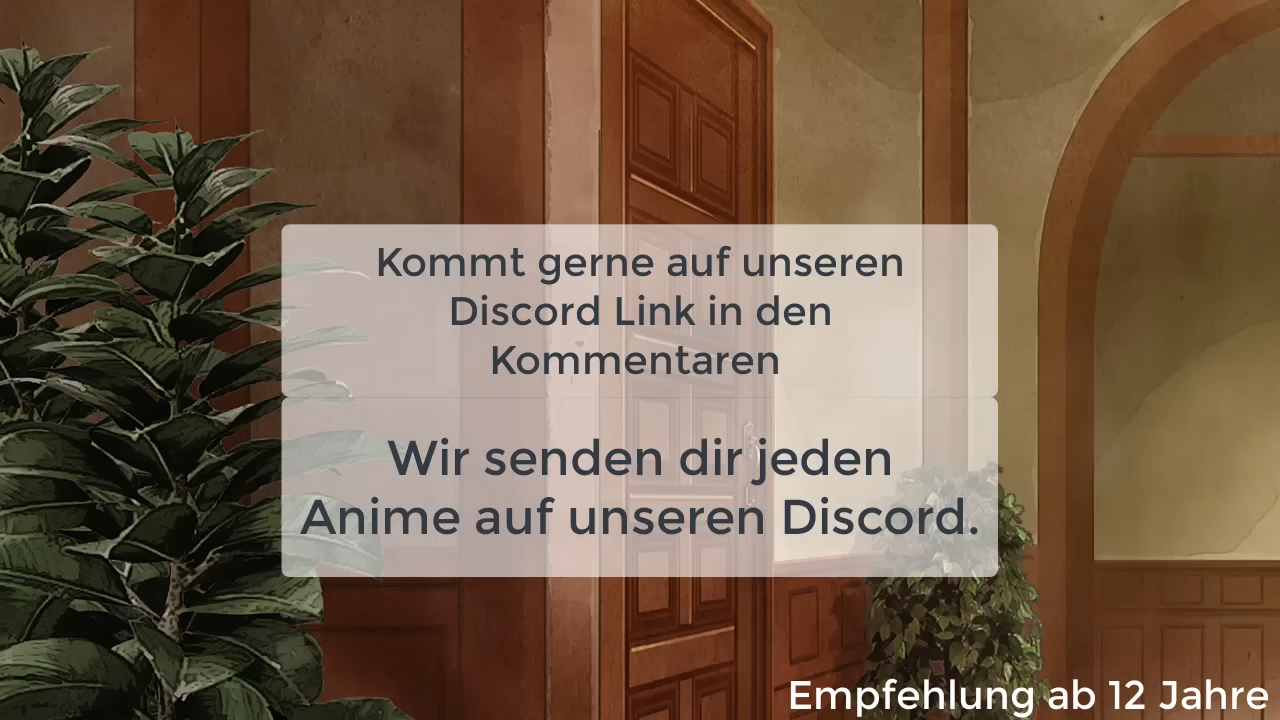 Kommt gerne auf unseren
Discord Link in den
Kommentaren
Wir senden dir jeden
Anime auf unseren Discord.
Empfehlung ab 12 Jahre